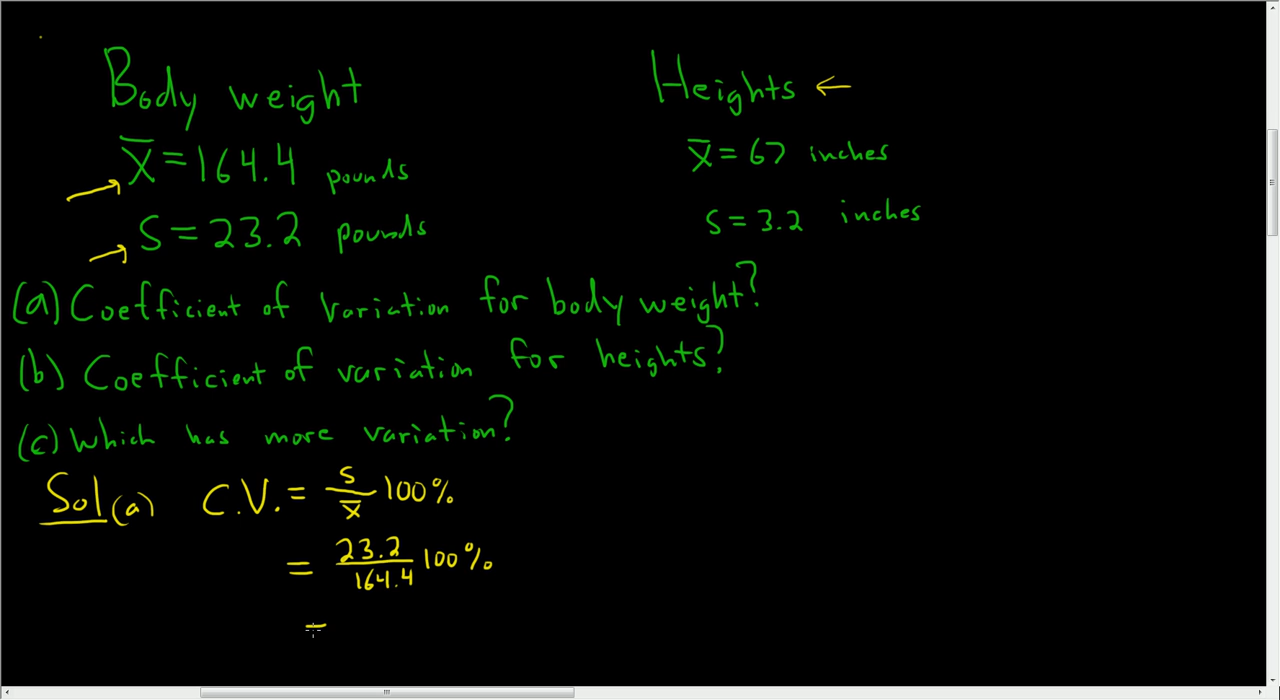 Body weight
X̄ = 164.4 pounds
S = 23.2 pounds
Heights ←
X̄ = 67 inches
S = 3.2 inches
(a) Coefficient of variation for body weight?
(b) Coefficient of variation for heights?
(c) Which has more variation?
Sol (a) C.V. = S/X̄ 100%
= 23.2/164.4 100%
=